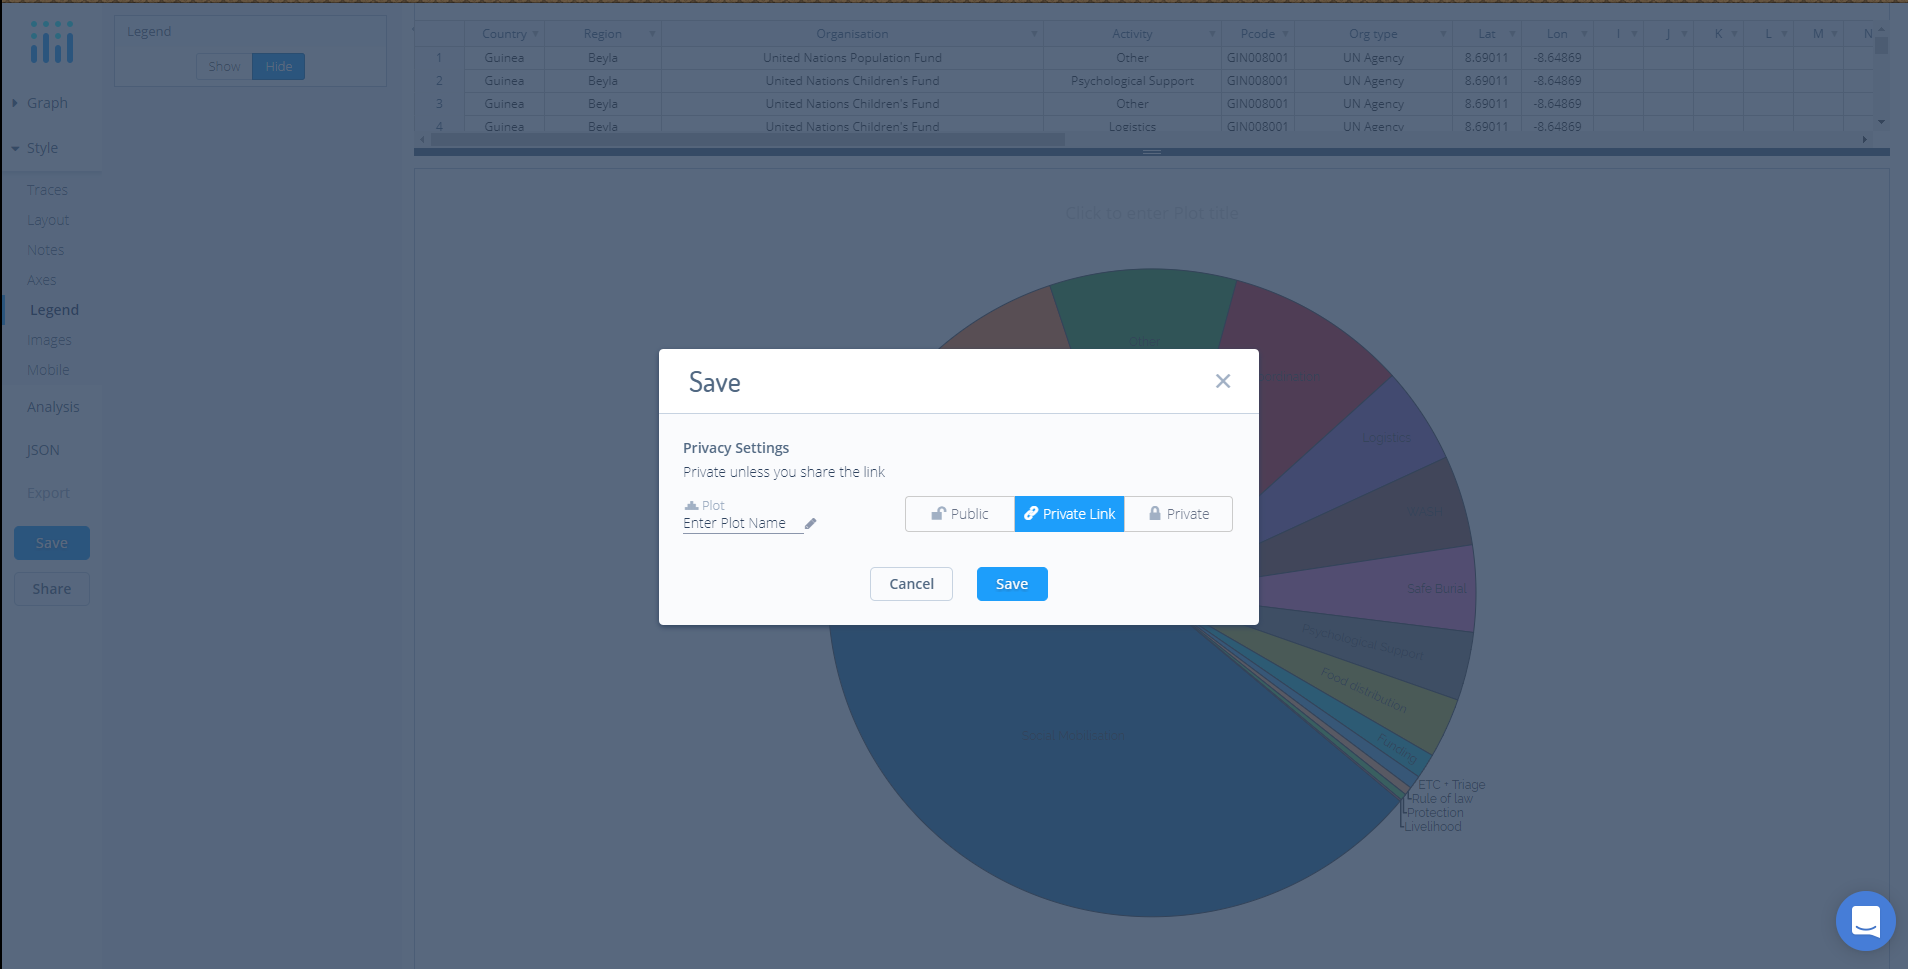 Legend
Show Hide
Graph
Style
Traces
Layout
Notes
Axes
Legend
Images
Mobile
Analysis
JSON
Export
Save
Share
Country Region Organisation Activity Pcode Org type Lat Lon I J K L M N
1 Guinea Beyla United Nations Population Fund Other GIN008001 UN Agency 8.69011 -8.64869
2 Guinea Beyla United Nations Children's Fund Psychological Support GIN008001 UN Agency 8.69011 -8.64869
3 Guinea Beyla United Nations Children's Fund Other GIN008001 UN Agency 8.69011 -8.64869
4 Guinea Beyla United Nations Children's Fund Logistics GIN008001 UN Agency 8.69011 -8.64869
Click to enter Plot title
Other
Logistics
Safe Burial
Psychological Support
Food distribution
Funding
ETC + Triage
Rule of law
Protection
Livelihood
Save
Privacy Settings
Private unless you share the link
Plot
Enter Plot Name
Public Private Link Private
Cancel Save